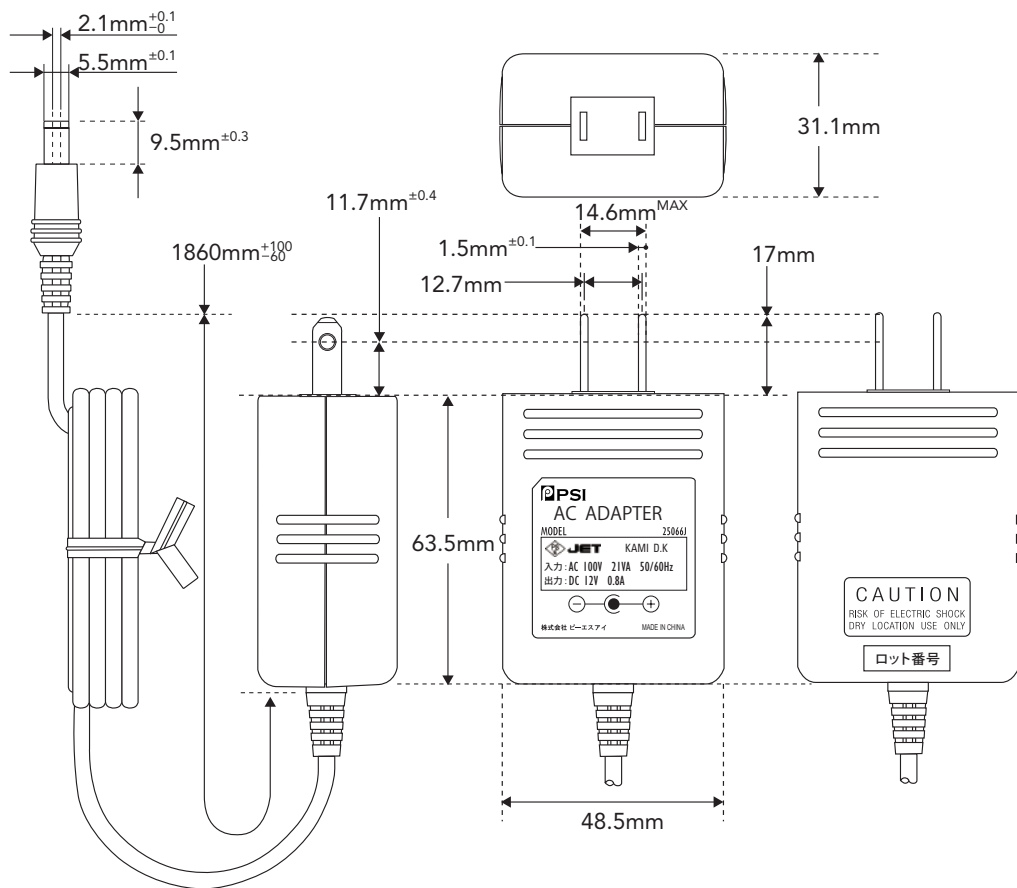 2.1mm +0.1 -0
5.5mm ±0.1
9.5mm ±0.3
31.1mm
11.7mm ±0.4
14.6mm MAX
1860mm +100 -60
1.5mm ±0.1
17mm
12.7mm
63.5mm
PSI
AC ADAPTER
MODEL 25066J
PS E JET KAMI D.K
入力:AC 100V 21VA 50/60Hz
出力:DC 12V 0.8A
− +
株式会社 ピーエスアイ MADE IN CHINA
CAUTION
RISK OF ELECTRIC SHOCK
DRY LOCATION USE ONLY
ロット番号
48.5mm